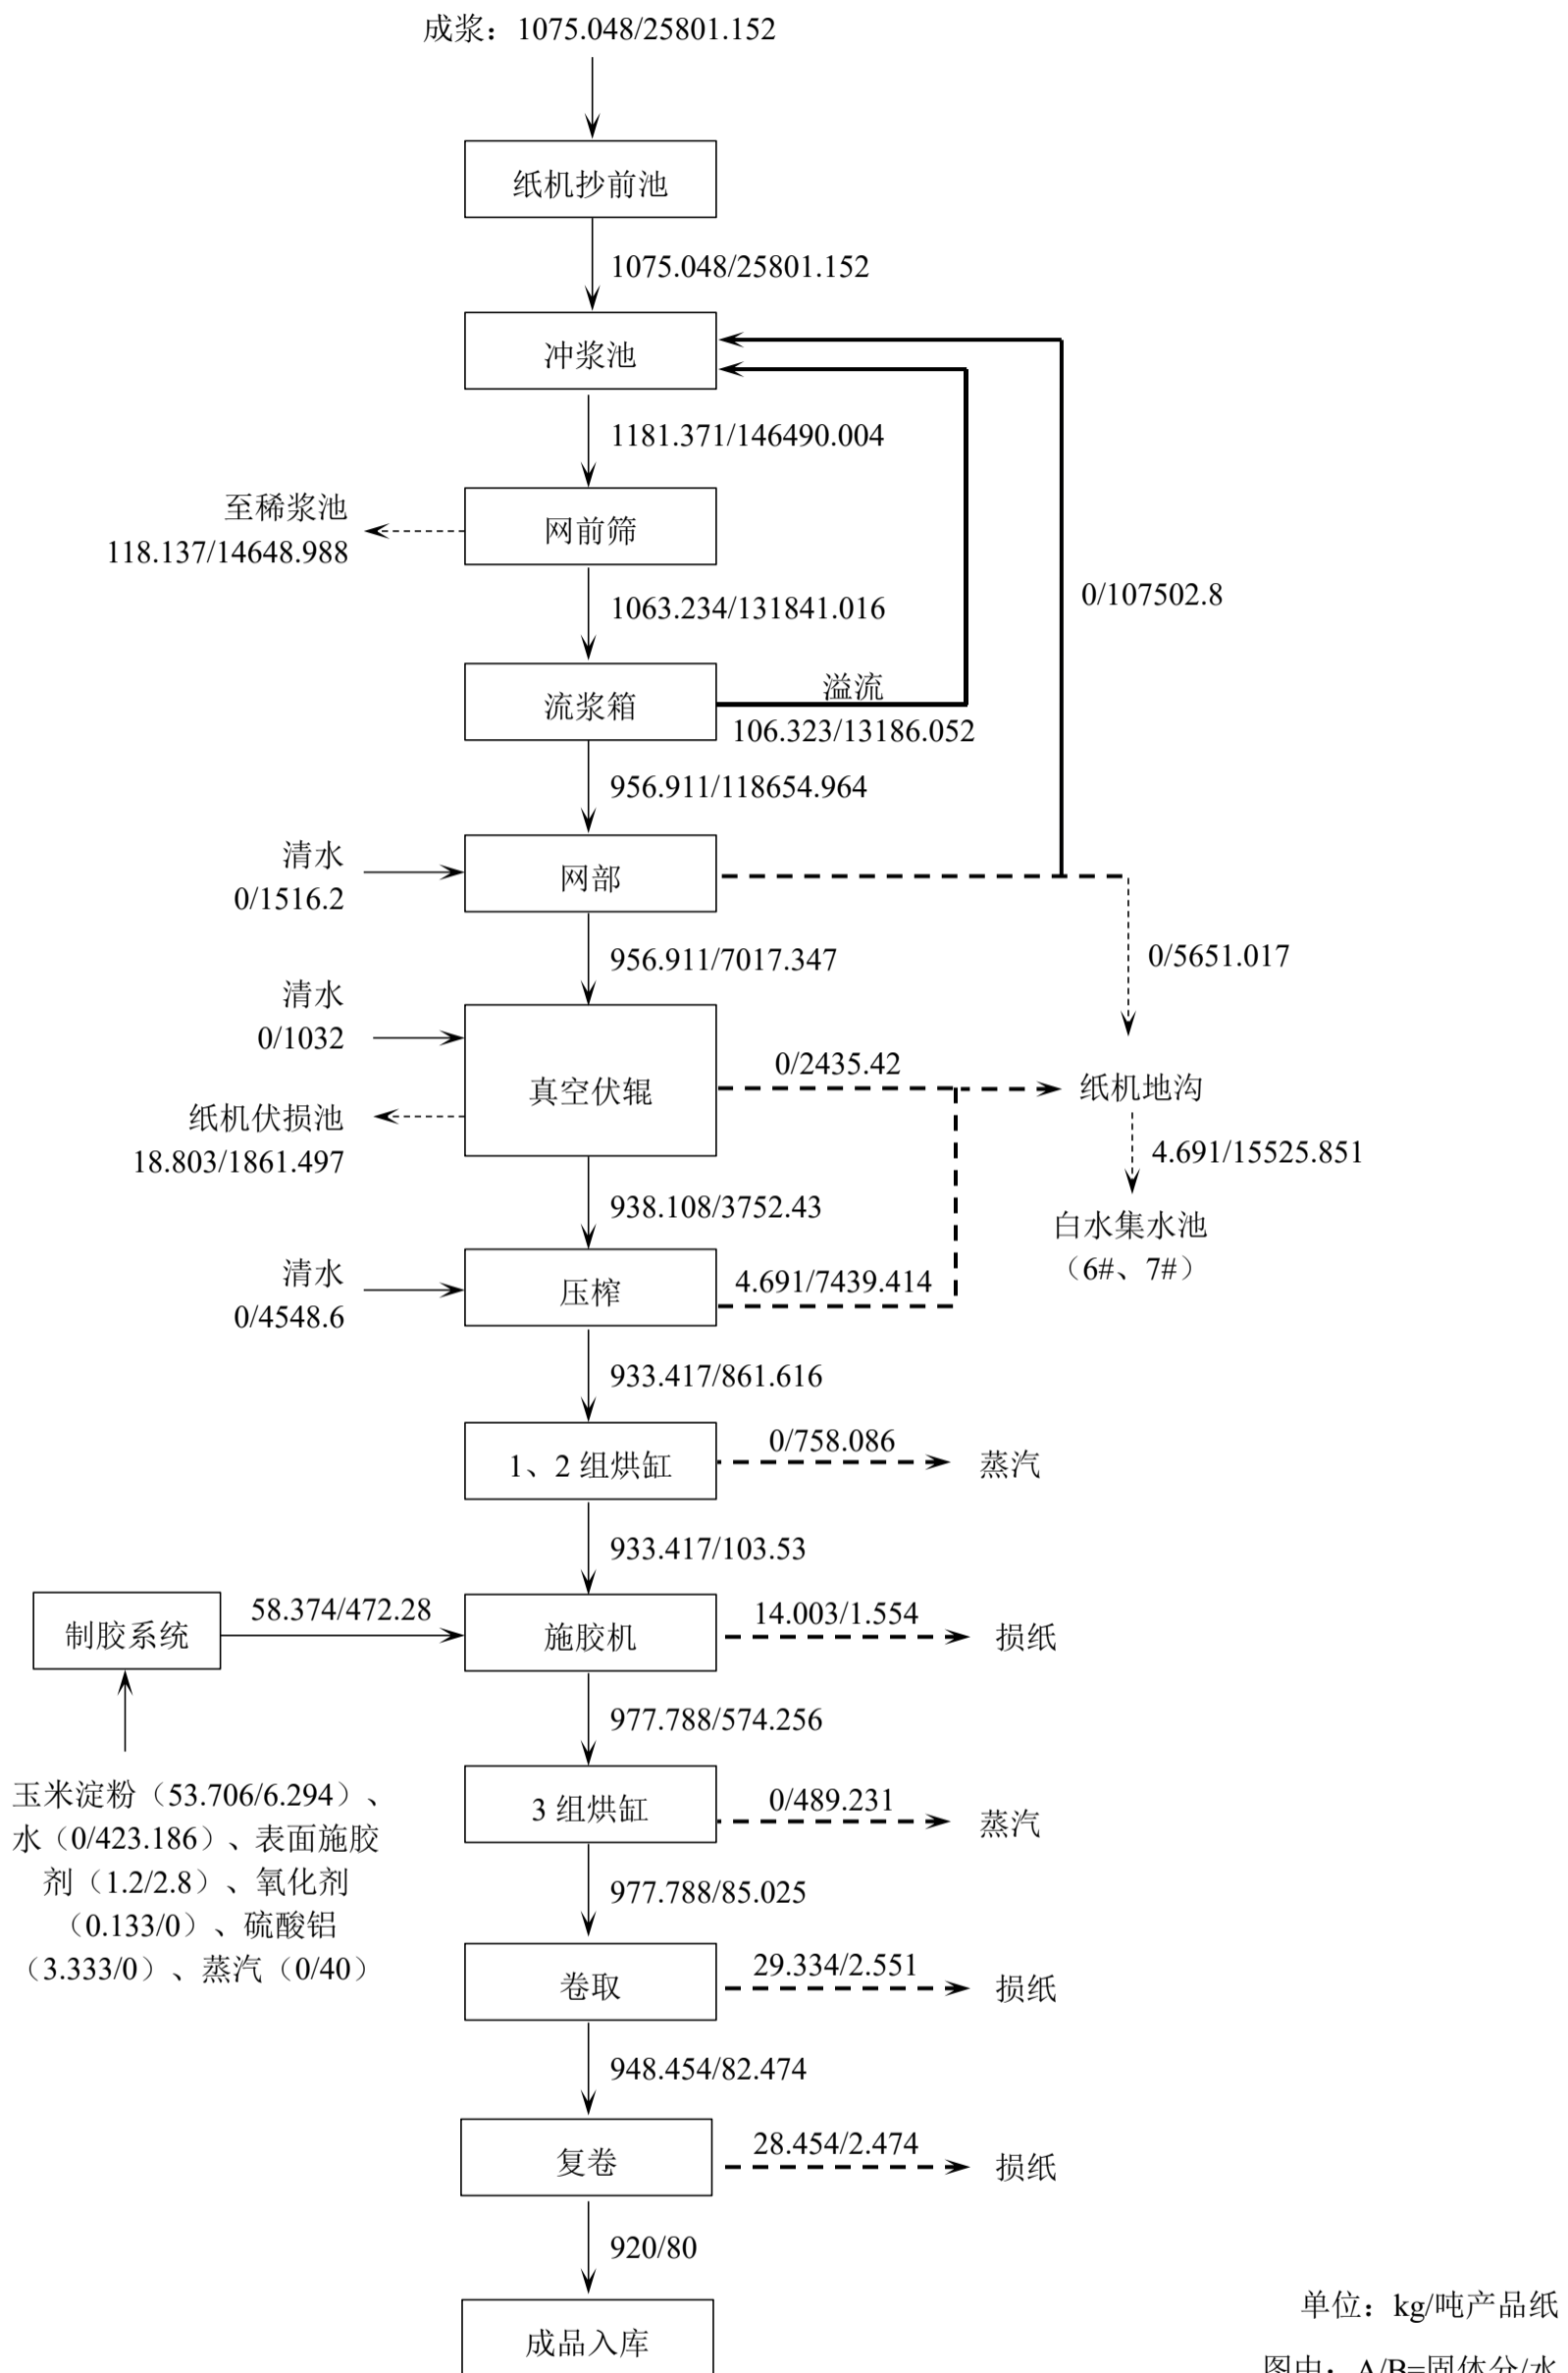 成浆：1075.048/25801.152
纸机抄前池
1075.048/25801.152
冲浆池
1181.371/146490.004
至稀浆池
118.137/14648.988
网前筛
0/107502.8
1063.234/131841.016
流浆箱
溢流
106.323/13186.052
956.911/118654.964
清水
0/1516.2
网部
956.911/7017.347
0/5651.017
清水
0/1032
真空伏辊
0/2435.42
纸机地沟
纸机伏损池
18.803/1861.497
4.691/15525.851
938.108/3752.43
白水集水池
（6#、7#）
清水
0/4548.6
压榨
4.691/7439.414
933.417/861.616
1、2 组烘缸
0/758.086
蒸汽
933.417/103.53
制胶系统
58.374/472.28
施胶机
14.003/1.554
损纸
977.788/574.256
玉米淀粉（53.706/6.294）、
水（0/423.186）、表面施胶
剂（1.2/2.8）、氧化剂
（0.133/0）、硫酸铝
（3.333/0）、蒸汽（0/40）
3 组烘缸
0/489.231
蒸汽
977.788/85.025
卷取
29.334/2.551
损纸
948.454/82.474
复卷
28.454/2.474
损纸
920/80
成品入库
单位：kg/吨产品纸
图中：A/B=固体分/水